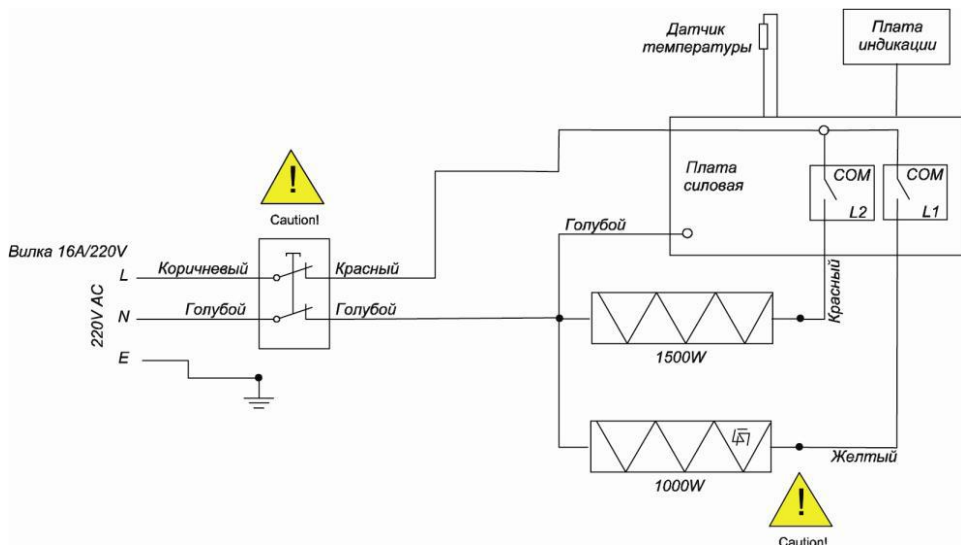 Датчик
температуры
Плата
индикации
!
Caution!
Плата
силовая
COM
L2
COM
L1
Голубой
Вилка 16А/220V
220V AC
L
Коричневый
Красный
N
Голубой
Голубой
E
Красный
1500W
1000W
Желтый
!
Caution!